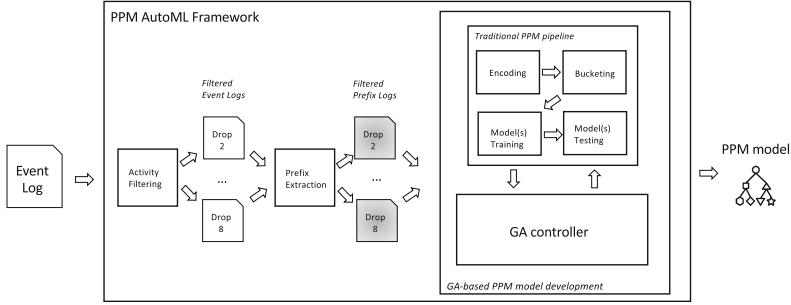 PPM AutoML Framework
Event
Log
Activity
Filtering
Filtered
Event Logs
Drop
2
...
Drop
8
Prefix
Extraction
Filtered
Prefix Logs
Drop
2
...
Drop
8
Traditional PPM pipeline
Encoding
Bucketing
Model(s)
Training
Model(s)
Testing
GA controller
GA-based PPM model development
PPM model